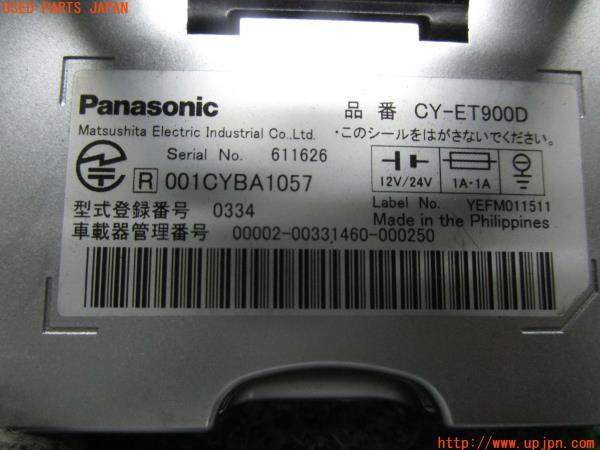 USED PARTS JAPAN
Panasonic 品番 CY-ET900D
Matsushita Electric Industrial Co.,Ltd. ・このシールをはがさないでください。
Serial No. 611626
R 001CYBA1057 12V/24V 1A・1A
型式登録番号 0334 Label No. YEFM011511
車載器管理番号 00002-00331460-000250 Made in the Philippines
http://www.upjpn.com/